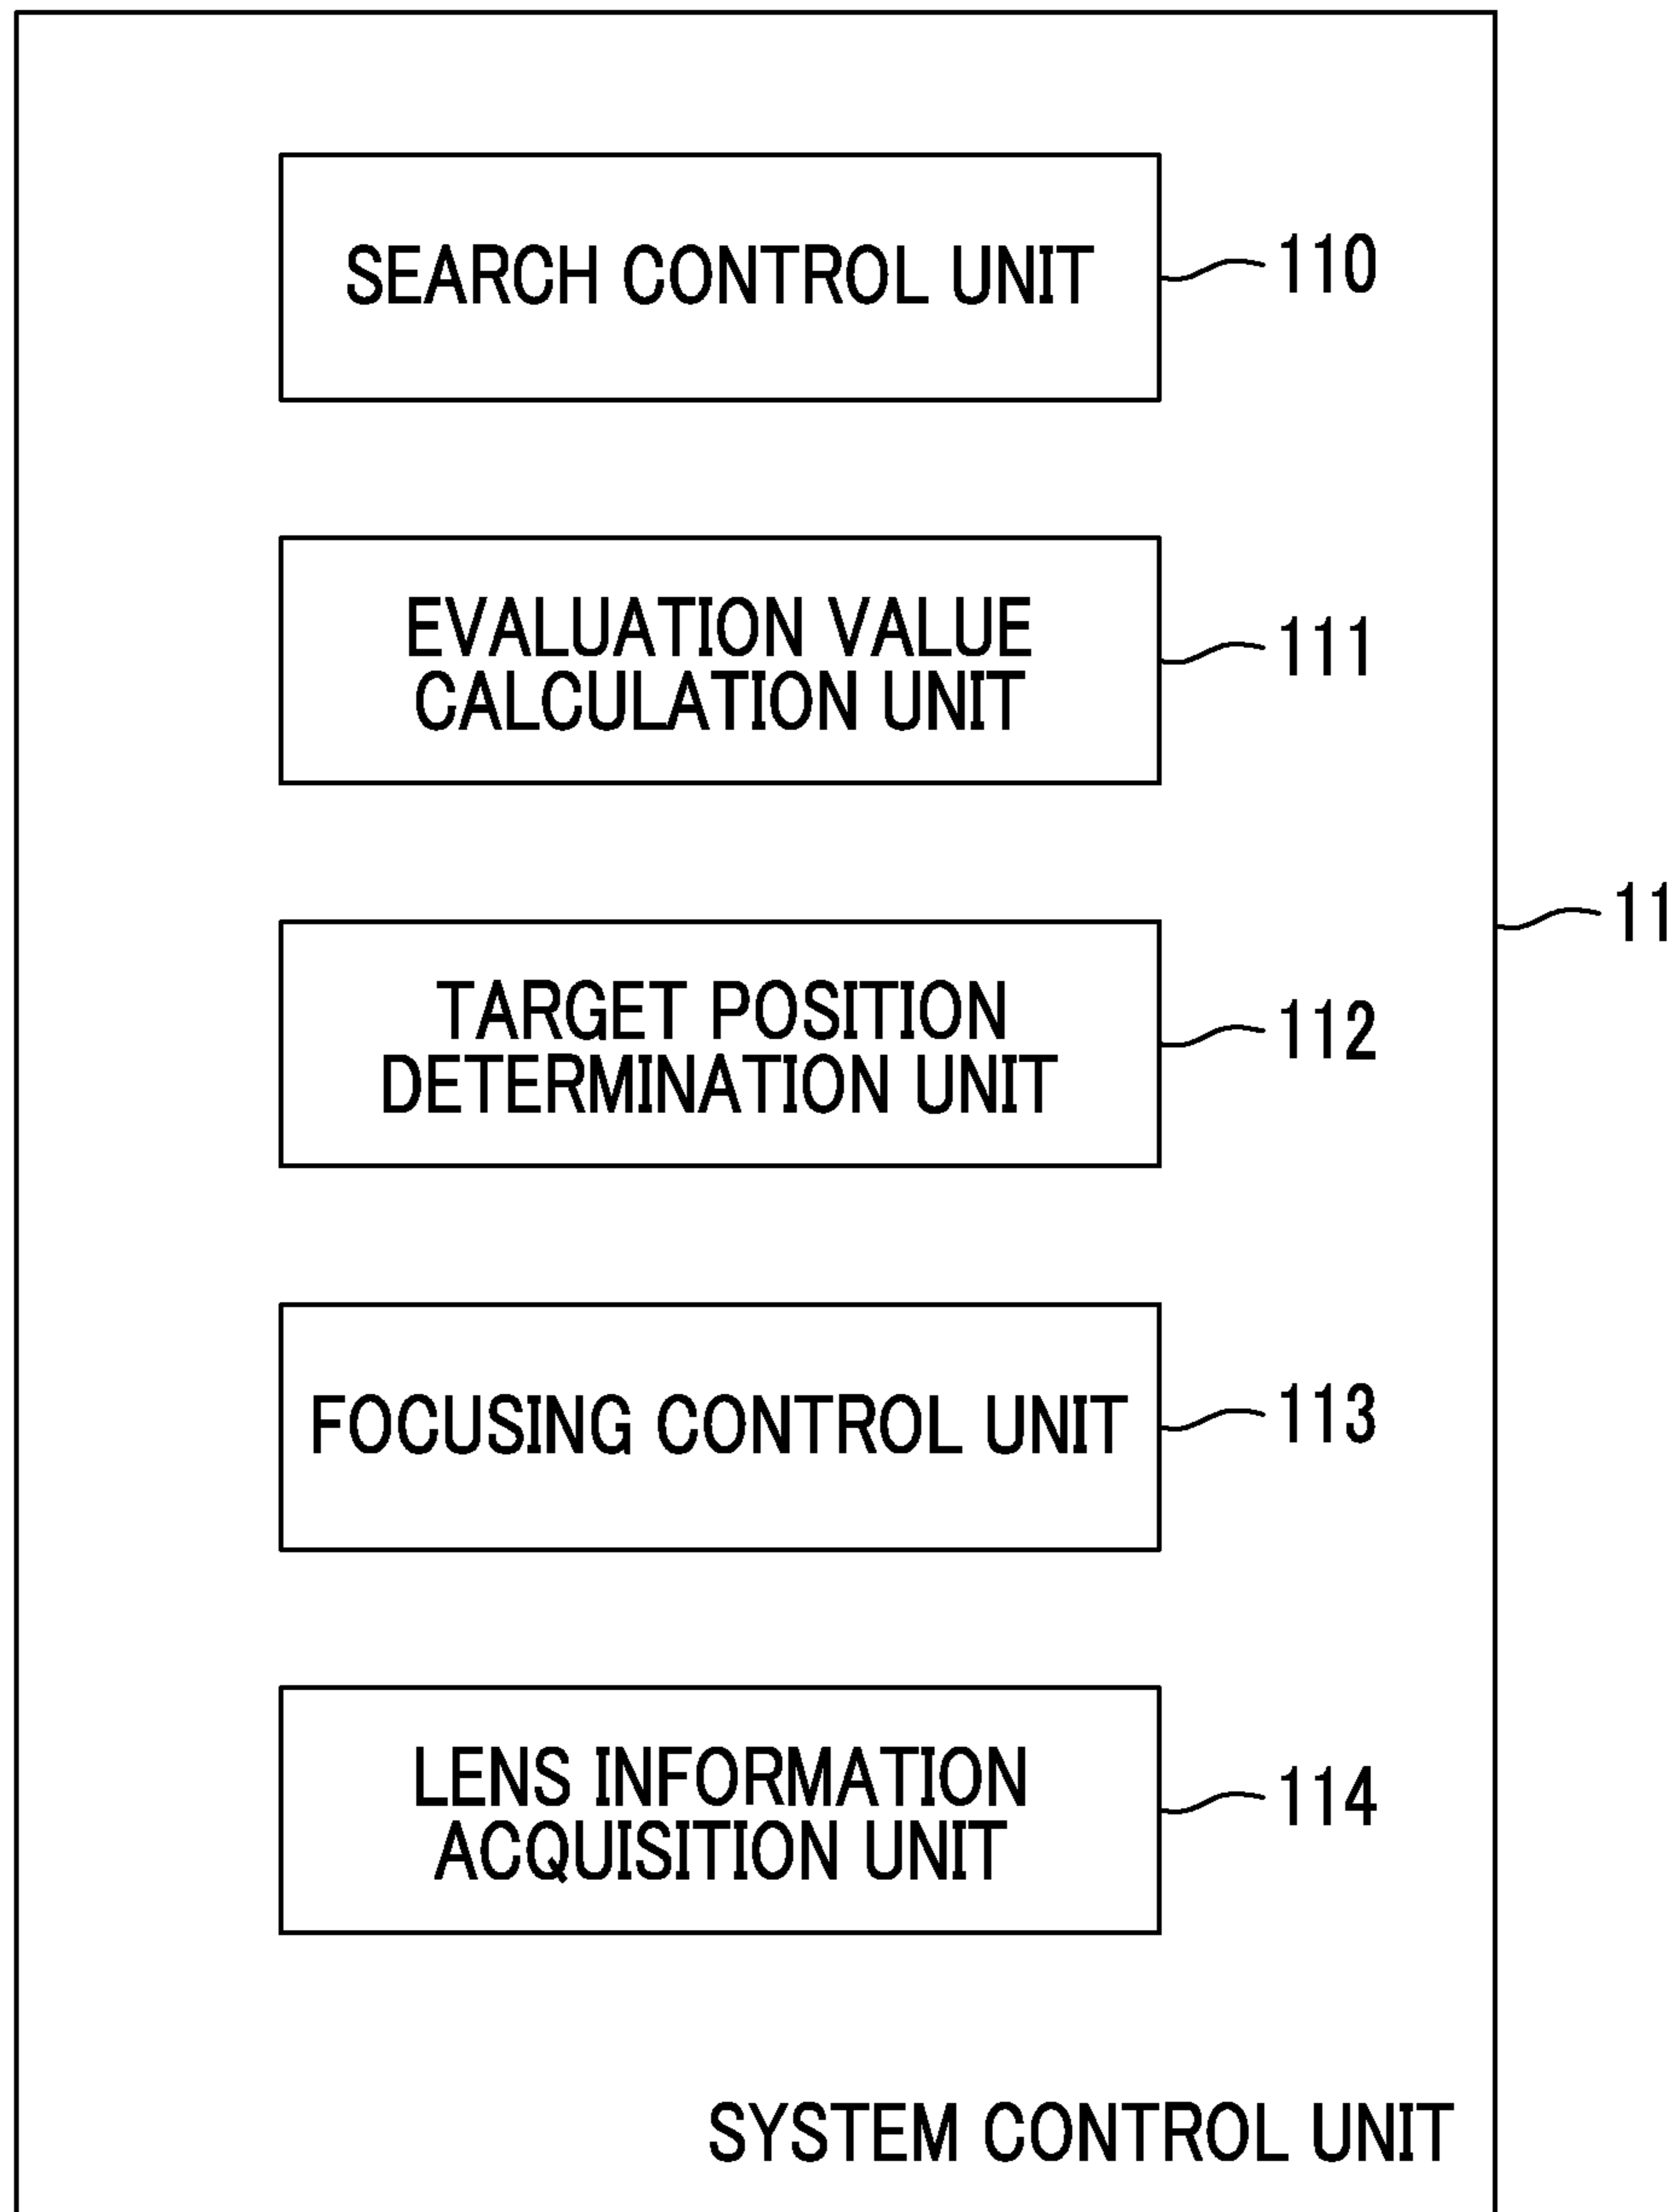 SEARCH CONTROL UNIT
110
EVALUATION VALUE
CALCULATION UNIT
111
11
TARGET POSITION
DETERMINATION UNIT
112
FOCUSING CONTROL UNIT
113
LENS INFORMATION
ACQUISITION UNIT
114
SYSTEM CONTROL UNIT